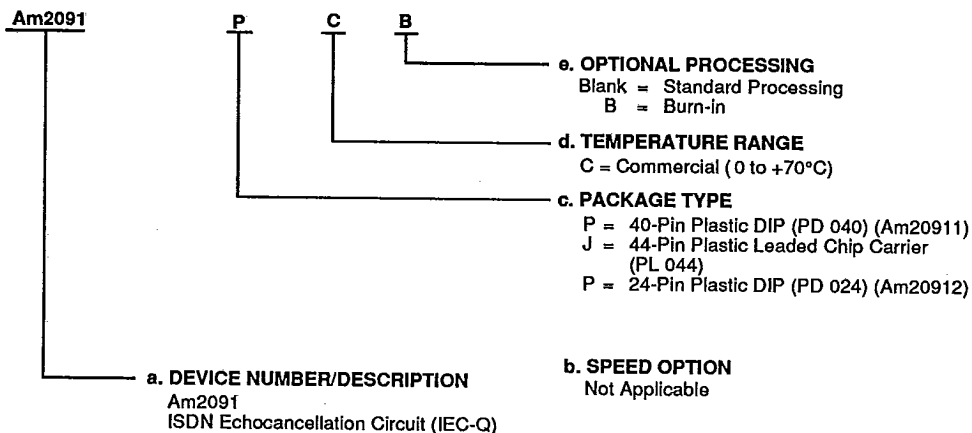 Am2091 P C B
e. OPTIONAL PROCESSING
Blank = Standard Processing
B = Burn-in
d. TEMPERATURE RANGE
C = Commercial ( 0 to +70°C)
c. PACKAGE TYPE
P = 40-Pin Plastic DIP (PD 040) (Am20911)
J = 44-Pin Plastic Leaded Chip Carrier
(PL 044)
P = 24-Pin Plastic DIP (PD 024) (Am20912)
a. DEVICE NUMBER/DESCRIPTION
Am2091
ISDN Echocancellation Circuit (IEC-Q)
b. SPEED OPTION
Not Applicable